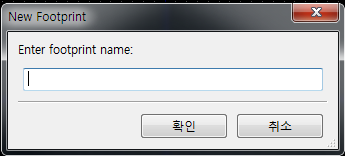 New Footprint
Enter footprint name:
확인
취소